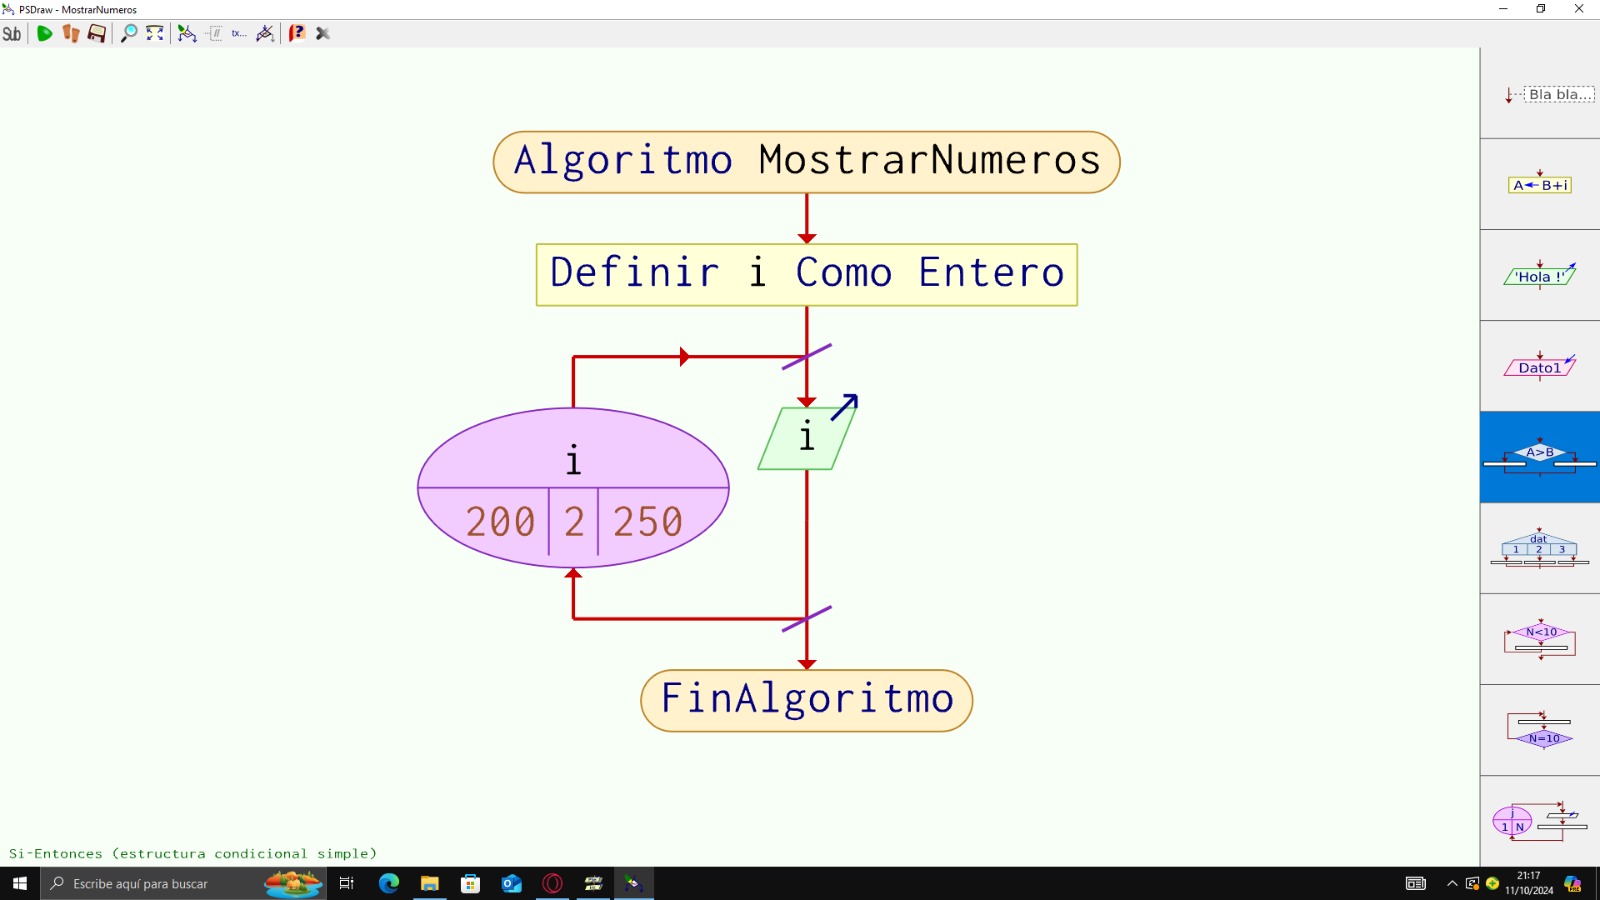 PSDraw - MostrarNumeros
Sub
tx...
Algoritmo MostrarNumeros
Definir i Como Entero
i
i
200 2 250
FinAlgoritmo
Bla bla...
A B+i
'Hola !'
Dato1
A>B
dat
1 2 3
N<10
N=10
j
1 N
Si-Entonces (estructura condicional simple)
Escribe aquí para buscar
21:17
11/10/2024